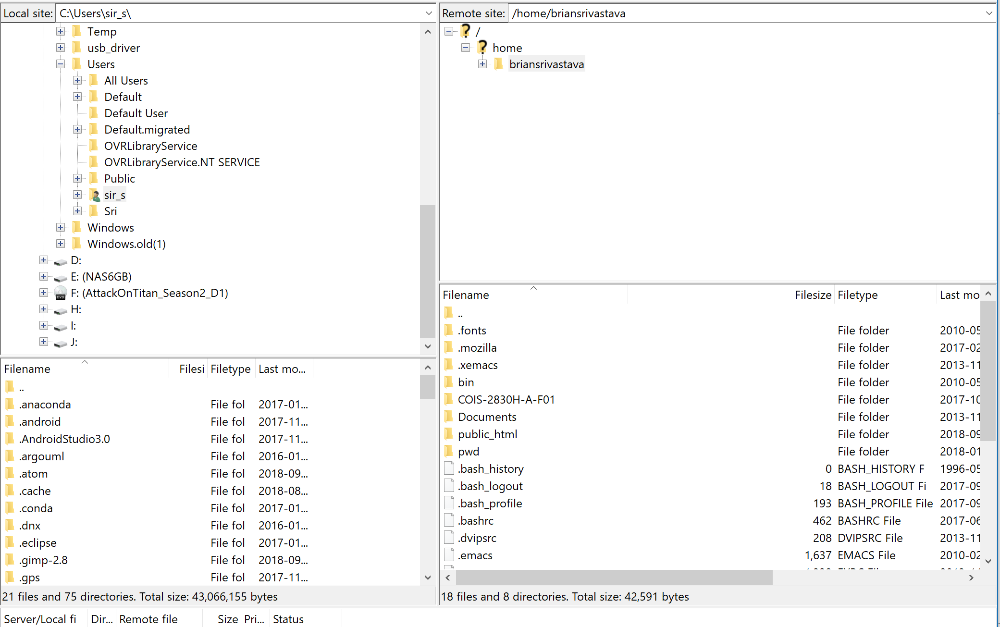 Local site: C:\Users\sir_s\
Temp
usb_driver
Users
All Users
Default
Default User
Default.migrated
OVRLibraryService
OVRLibraryService.NT SERVICE
Public
sir_s
Sri
Windows
Windows.old(1)
D:
E: (NAS6GB)
F: (AttackOnTitan_Season2_D1)
DVD
H:
I:
J:
Filename Filesi Filetype Last mo...
..
.anaconda File fol 2017-01...
.android File fol 2017-11...
.AndroidStudio3.0 File fol 2017-11...
.argouml File fol 2016-01...
.atom File fol 2018-09...
.cache File fol 2018-08...
.conda File fol 2017-01...
.dnx File fol 2016-01...
.eclipse File fol 2017-01...
.gimp-2.8 File fol 2018-09...
.gps File fol 2017-11...
21 files and 75 directories. Total size: 43,066,155 bytes
Remote site: /home/briansrivastava
? /
? home
briansrivastava
Filename Filesize Filetype Last mo
..
.fonts File folder 2010-05
.mozilla File folder 2017-02
.xemacs File folder 2013-11
bin File folder 2010-05
COIS-2830H-A-F01 File folder 2017-10
Documents File folder 2013-11
public_html File folder 2018-09
pwd File folder 2018-01
.bash_history 0 BASH_HISTORY F 1996-05
.bash_logout 18 BASH_LOGOUT Fi 2017-09
.bash_profile 193 BASH_PROFILE File 2017-09
.bashrc 462 BASHRC File 2017-06
.dvipsrc 208 DVIPSRC File 2013-11
.emacs 1,637 EMACS File 2010-02
18 files and 8 directories. Total size: 42,591 bytes
Server/Local fi Dir... Remote file Size Pri... Status